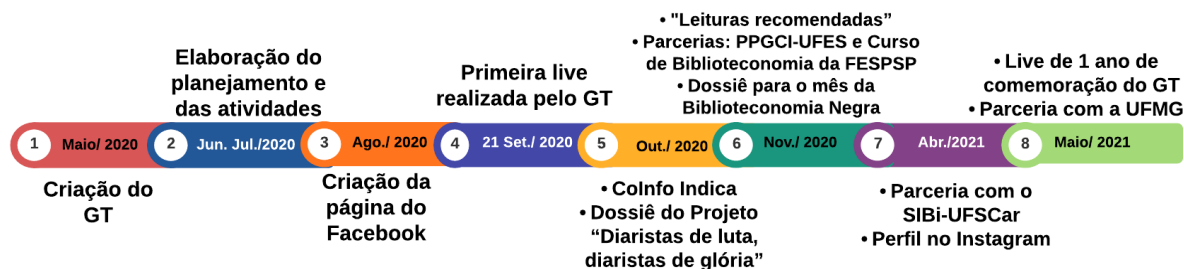 1 Maio/ 2020
Criação do
GT
Elaboração do
planejamento e
das atividades
2 Jun. Jul./2020
3 Ago./ 2020
Criação da
página do
Facebook
Primeira live
realizada pelo GT
4 21 Set./ 2020
5 Out./ 2020
• CoInfo Indica
• Dossiê do Projeto
“Diaristas de luta,
diaristas de glória”
• "Leituras recomendadas”
• Parcerias: PPGCI-UFES e Curso
de Biblioteconomia da FESPSP
• Dossiê para o mês da
Biblioteconomia Negra
6 Nov./ 2020
7 Abr./2021
• Parceria com o
SIBi-UFSCar
• Perfil no Instagram
• Live de 1 ano de
comemoração do GT
• Parceria com a UFMG
8 Maio/ 2021